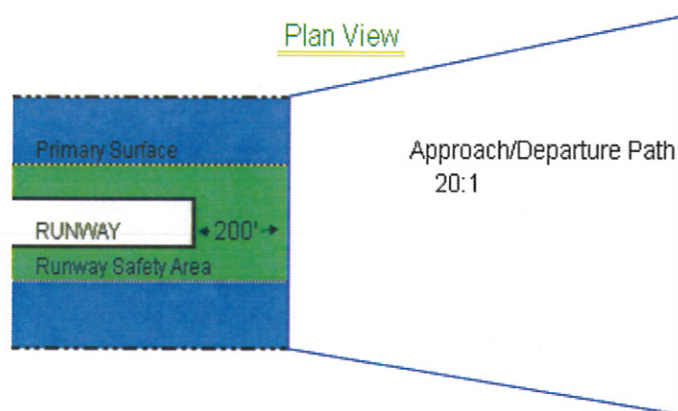 Plan View
Primary Surface
Approach/Departure Path
20:1
RUNWAY
200'
Runway Safety Area